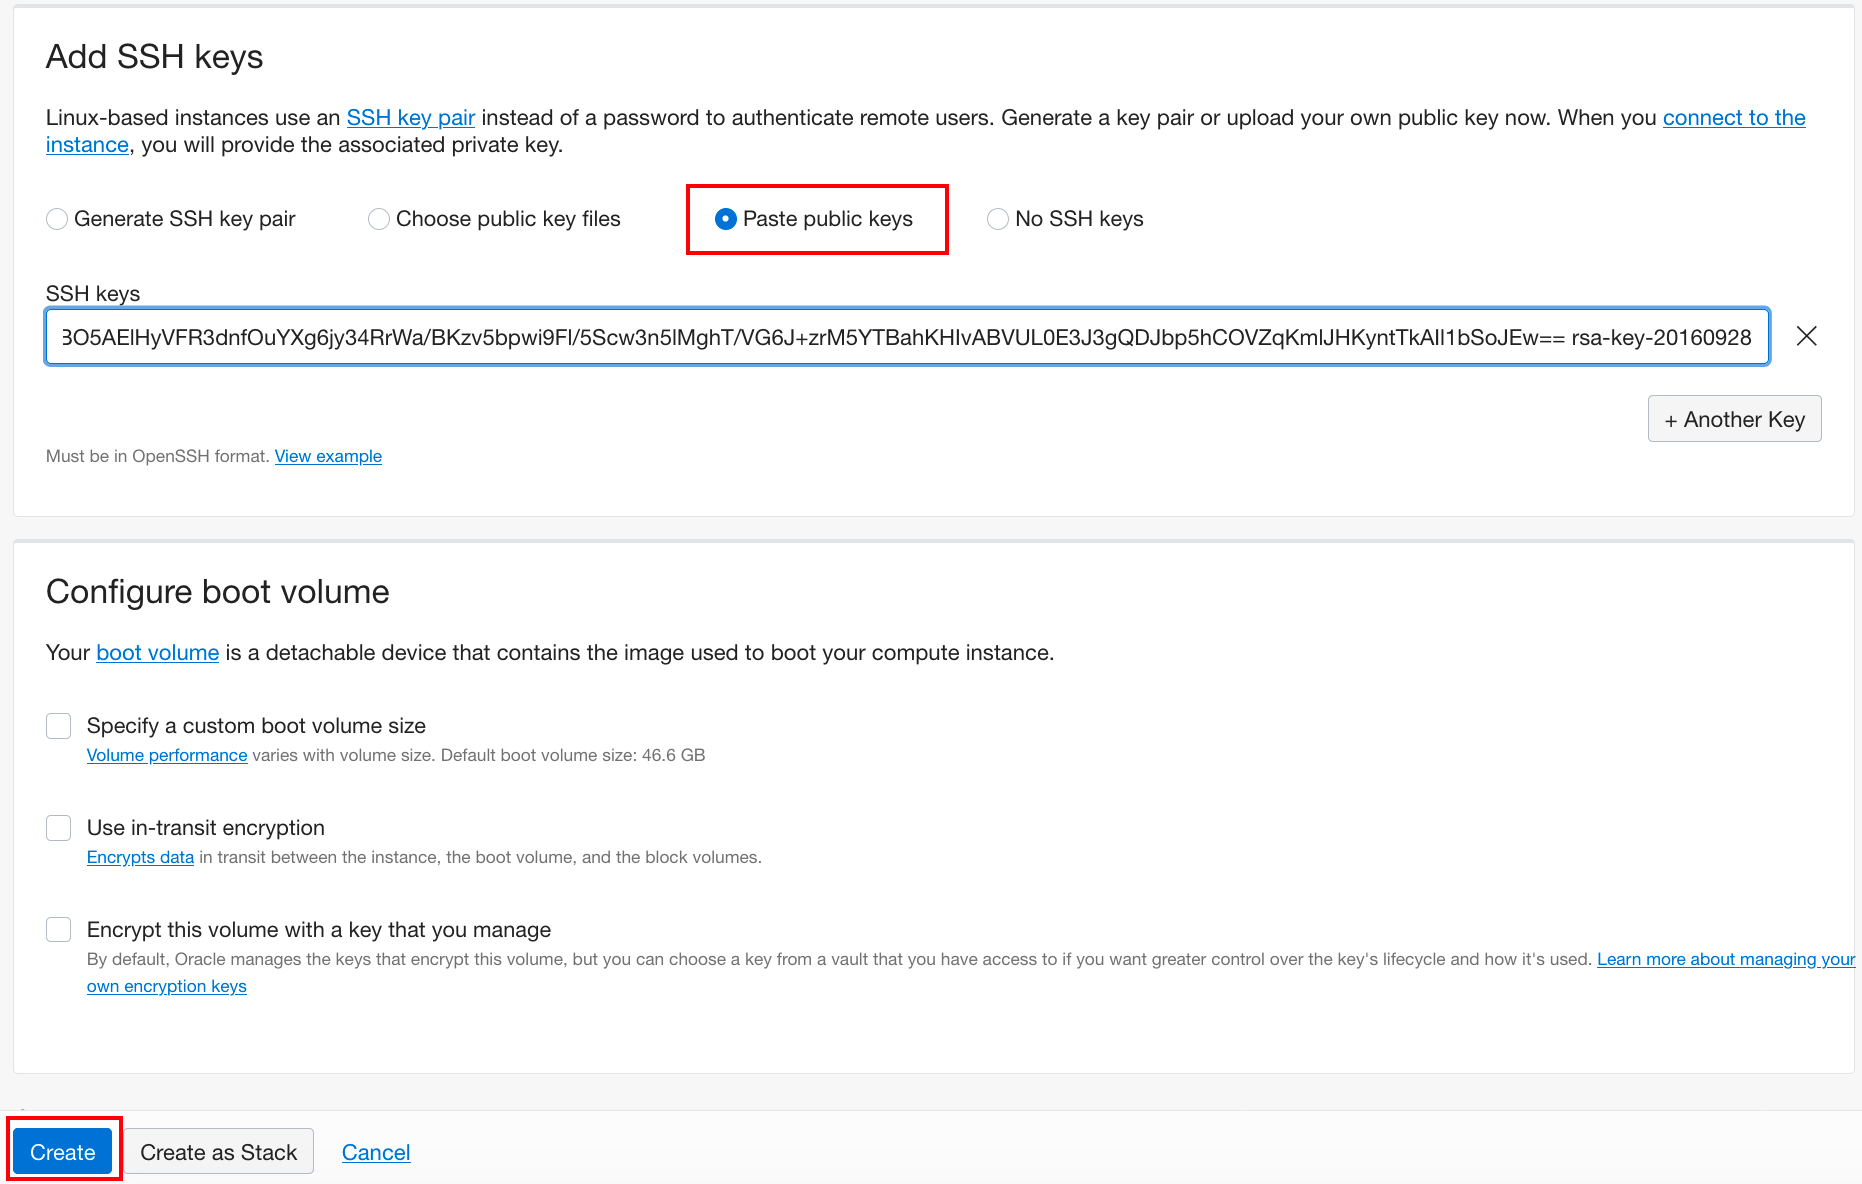 Add SSH keys
Linux-based instances use an SSH key pair instead of a password to authenticate remote users. Generate a key pair or upload your own public key now. When you connect to the
instance, you will provide the associated private key.
Generate SSH key pair Choose public key files Paste public keys No SSH keys
SSH keys
3O5AElHyVFR3dnfOuYXg6jy34RrWa/BKzv5bpwi9Fl/5Scw3n5lMghT/VG6J+zrM5YTBahKHIvABVUL0E3J3gQDJbp5hCOVZqKmlJHKyntTkAIl1bSoJEw== rsa-key-20160928
+ Another Key
Must be in OpenSSH format. View example
Configure boot volume
Your boot volume is a detachable device that contains the image used to boot your compute instance.
Specify a custom boot volume size
Volume performance varies with volume size. Default boot volume size: 46.6 GB
Use in-transit encryption
Encrypts data in transit between the instance, the boot volume, and the block volumes.
Encrypt this volume with a key that you manage
By default, Oracle manages the keys that encrypt this volume, but you can choose a key from a vault that you have access to if you want greater control over the key's lifecycle and how it's used. Learn more about managing your
own encryption keys
Create Create as Stack Cancel